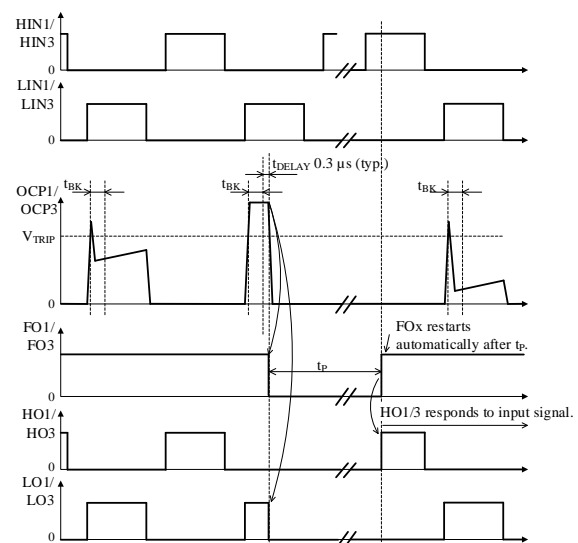 HIN1/
HIN3
0
LIN1/
LIN3
0
tDELAY 0.3 µs (typ.)
tBK
tBK
tBK
OCP1/
OCP3
VTRIP
0
FO1/
FO3
FOx restarts
automatically after tP.
tP
0
HO1/
HO3
HO1/3 responds to input signal.
0
LO1/
LO3
0